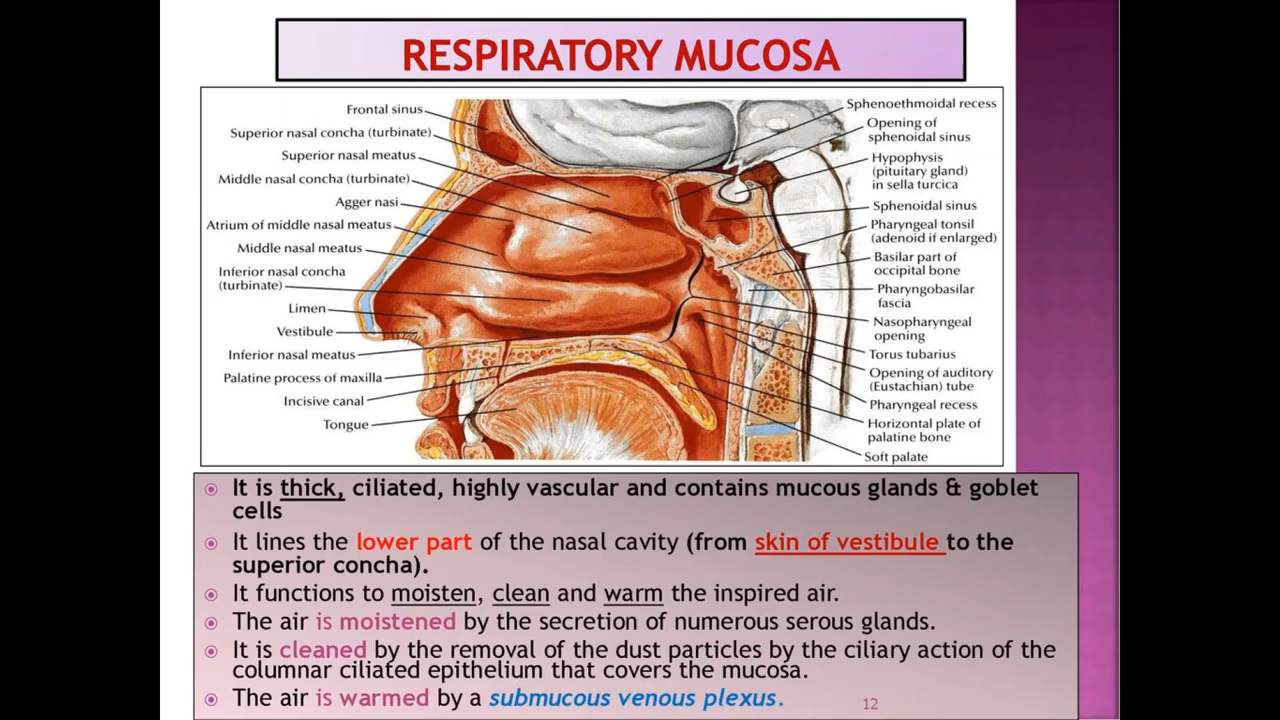 RESPIRATORY MUCOSA
Frontal sinus
Superior nasal concha (turbinate)
Superior nasal meatus
Middle nasal concha (turbinate)
Agger nasi
Atrium of middle nasal meatus
Middle nasal meatus
Inferior nasal concha
(turbinate)
Limen
Vestibule
Inferior nasal meatus
Palatine process of maxilla
Incisive canal
Tongue
Sphenoethmoidal recess
Opening of
sphenoidal sinus
Hypophysis
(pituitary gland)
in sella turcica
Sphenoidal sinus
Pharyngeal tonsil
(adenoid if enlarged)
Basilar part of
occipital bone
Pharyngobasilar
fascia
Nasopharyngeal
opening
Torus tubarius
Opening of auditory
(Eustachian) tube
Pharyngeal recess
Horizontal plate of
palatine bone
Soft palate
It is thick, ciliated, highly vascular and contains mucous glands & goblet
cells
It lines the lower part of the nasal cavity (from skin of vestibule to the
superior concha).
It functions to moisten, clean and warm the inspired air.
The air is moistened by the secretion of numerous serous glands.
It is cleaned by the removal of the dust particles by the ciliary action of the
columnar ciliated epithelium that covers the mucosa.
The air is warmed by a submucous venous plexus.
12